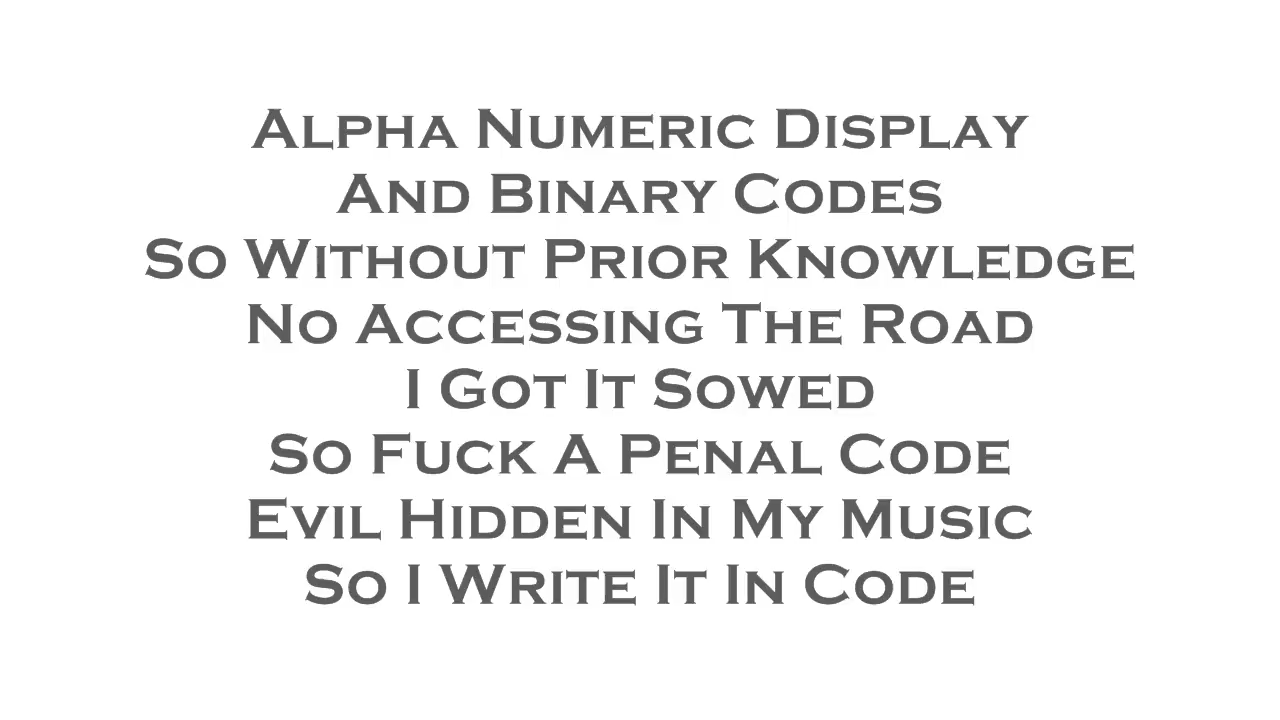 Alpha Numeric Display
And Binary Codes
So Without Prior Knowledge
No Accessing The Road
I Got It Sowed
So Fuck A Penal Code
Evil Hidden In My Music
So I Write It In Code